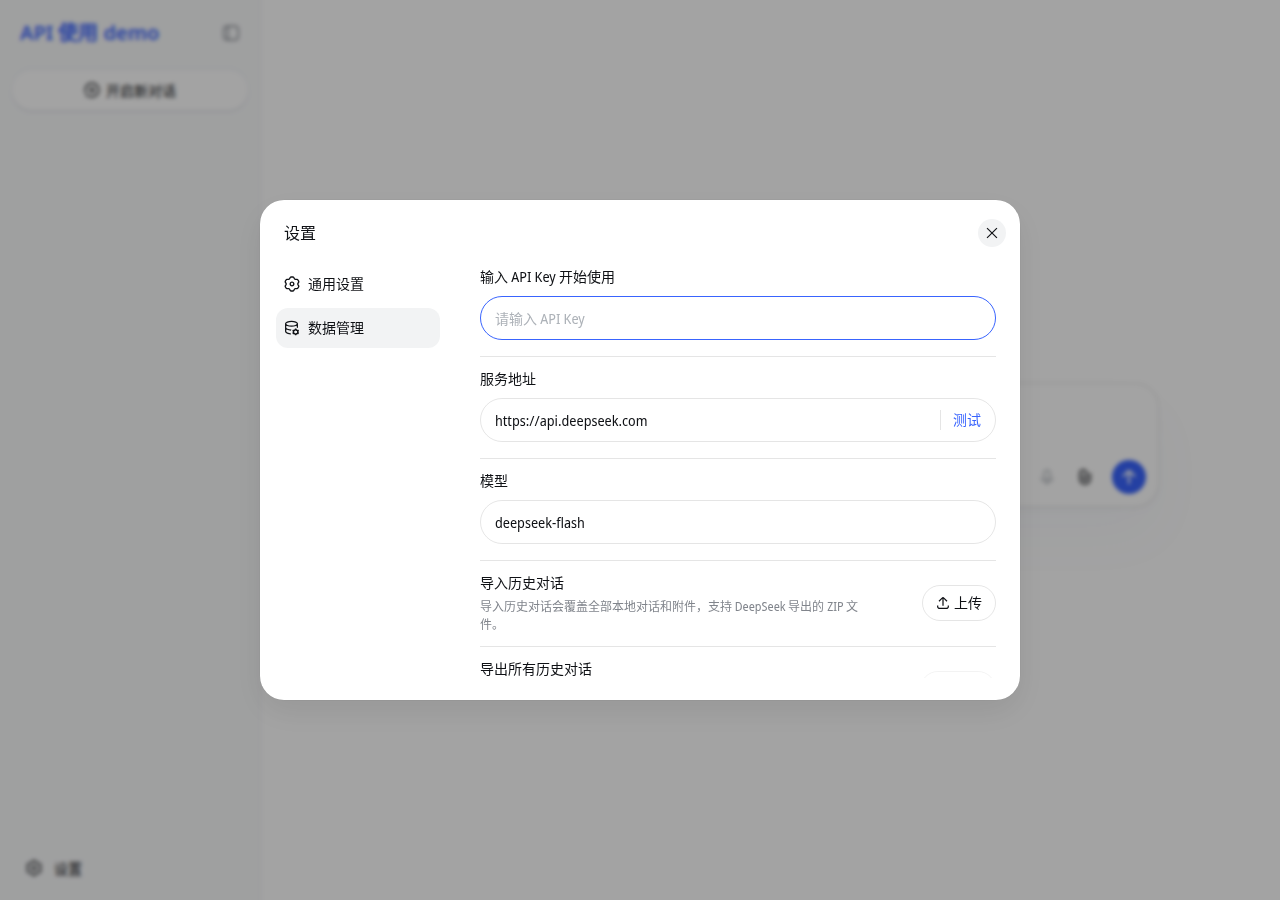 API 使用 demo
开启新对话
设置
通用设置
数据管理
输入 API Key 开始使用
请输入 API Key
服务地址
https://api.deepseek.com
测试
模型
deepseek-flash
导入历史对话
导入历史对话会覆盖全部本地对话和附件，支持 DeepSeek 导出的 ZIP 文
件。
上传
导出所有历史对话
设置